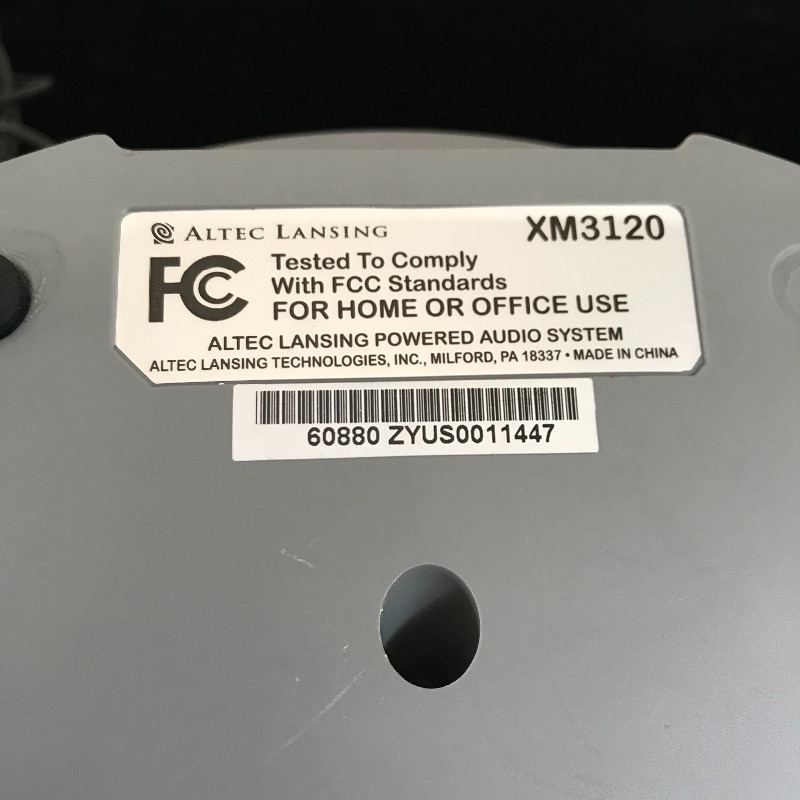 ALTEC LANSING XM3120
FC Tested To Comply
With FCC Standards
FOR HOME OR OFFICE USE
ALTEC LANSING POWERED AUDIO SYSTEM
ALTEC LANSING TECHNOLOGIES, INC., MILFORD, PA 18337 • MADE IN CHINA
60880 ZYUS0011447